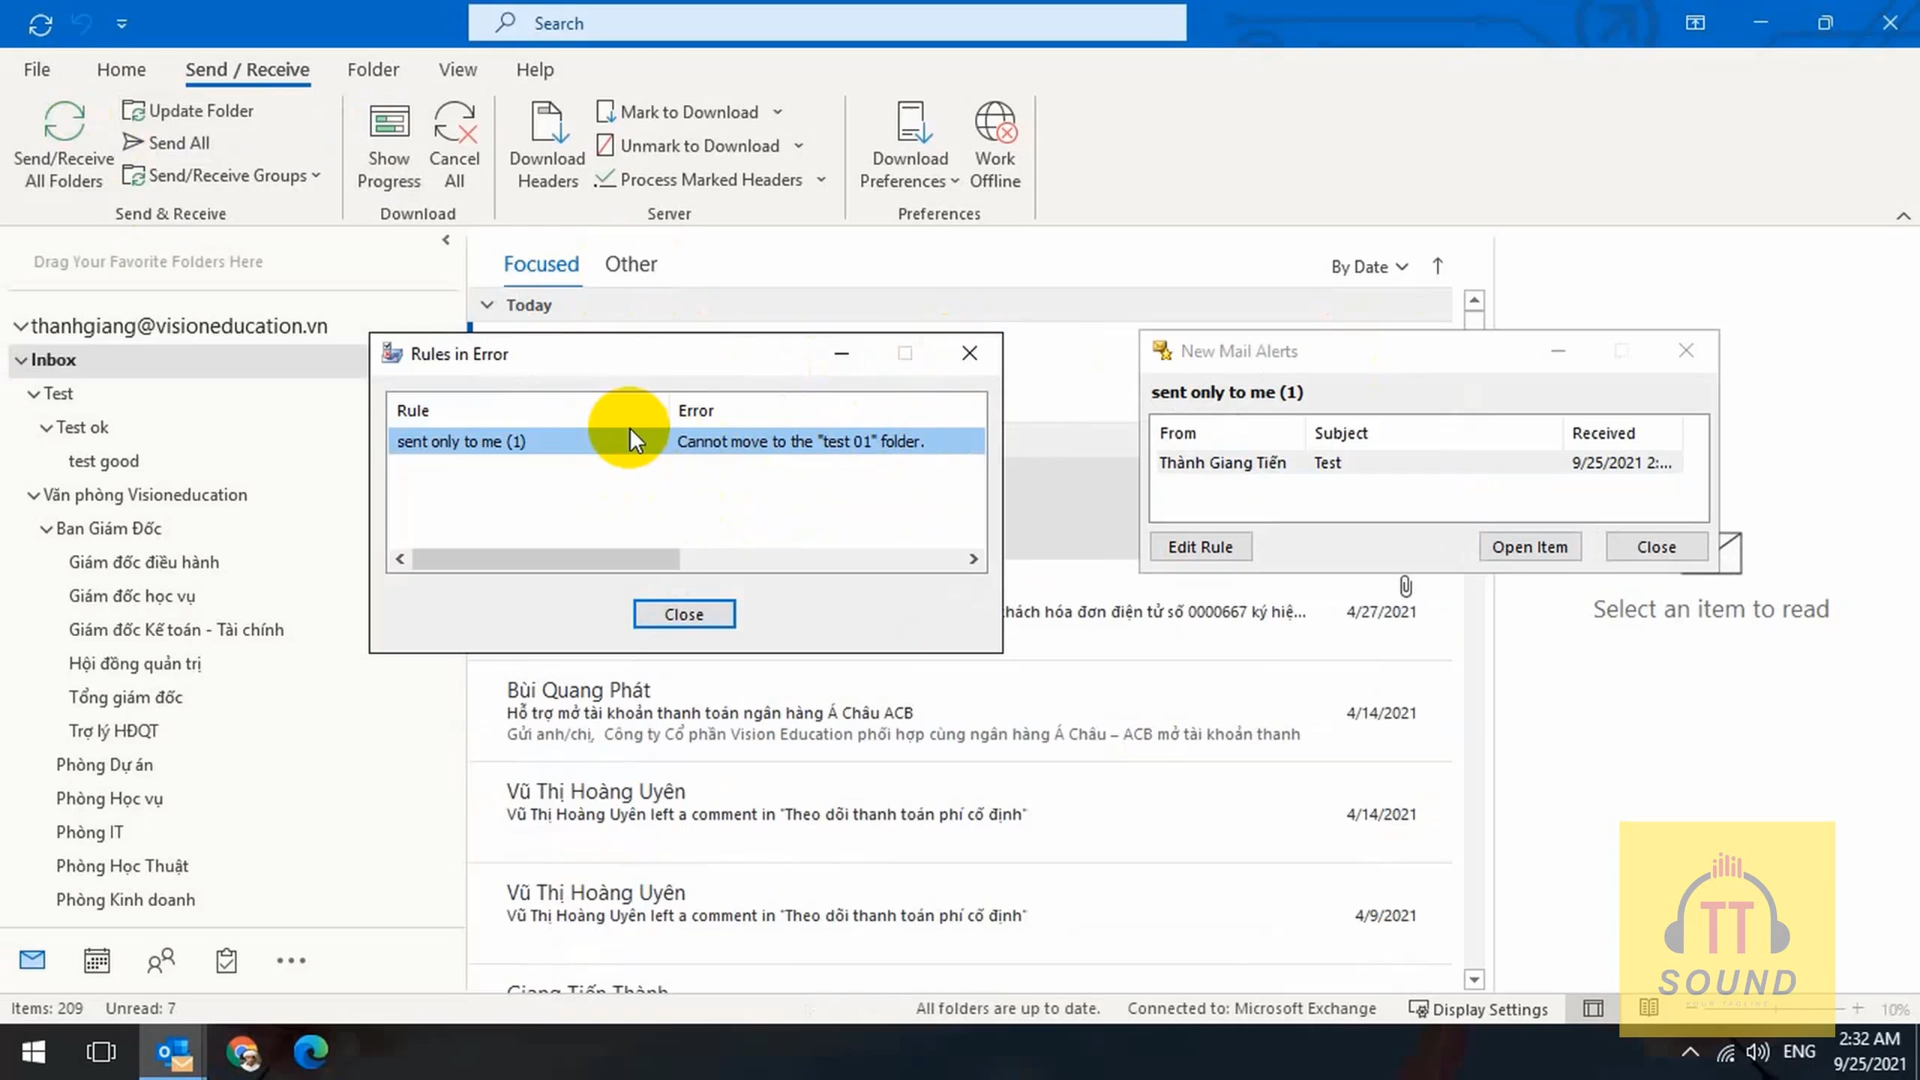 Search
File Home Send / Receive Folder View Help
Send/Receive All Folders
Update Folder
Send All
Send/Receive Groups
Send & Receive
Show Progress
Cancel All
Download
Download Headers
Mark to Download
Unmark to Download
Process Marked Headers
Server
Download Preferences
Work Offline
Preferences
Drag Your Favorite Folders Here
thanhgiang@visioneducation.vn
Inbox
Test
Test ok
test good
Văn phòng Visioneducation
Ban Giám Đốc
Giám đốc điều hành
Giám đốc học vụ
Giám đốc Kế toán - Tài chính
Hội đồng quản trị
Tổng giám đốc
Trợ lý HĐQT
Phòng Dự án
Phòng Học vụ
Phòng IT
Phòng Học Thuật
Phòng Kinh doanh
Focused Other
By Date
Today
Rules in Error
Rule Error
sent only to me (1) Cannot move to the "test 01" folder.
Close
New Mail Alerts
sent only to me (1)
From Subject Received
Thành Giang Tiến Test 9/25/2021 2:...
Edit Rule Open Item Close
Select an item to read
khách hóa đơn điện tử số 0000667 ký hiệ... 4/27/2021
Bùi Quang Phát
Hỗ trợ mở tài khoản thanh toán ngân hàng Á Châu ACB 4/14/2021
Gửi anh/chị, Công ty Cổ phần Vision Education phối hợp cùng ngân hàng Á Châu – ACB mở tài khoản thanh
Vũ Thị Hoàng Uyên
Vũ Thị Hoàng Uyên left a comment in "Theo dõi thanh toán phí cố định" 4/14/2021
Vũ Thị Hoàng Uyên
Vũ Thị Hoàng Uyên left a comment in "Theo dõi thanh toán phí cố định" 4/9/2021
Giang Tiến Thành
TT
SOUND
Items: 209 Unread: 7
All folders are up to date. Connected to: Microsoft Exchange Display Settings 10%
ENG
2:32 AM
9/25/2021